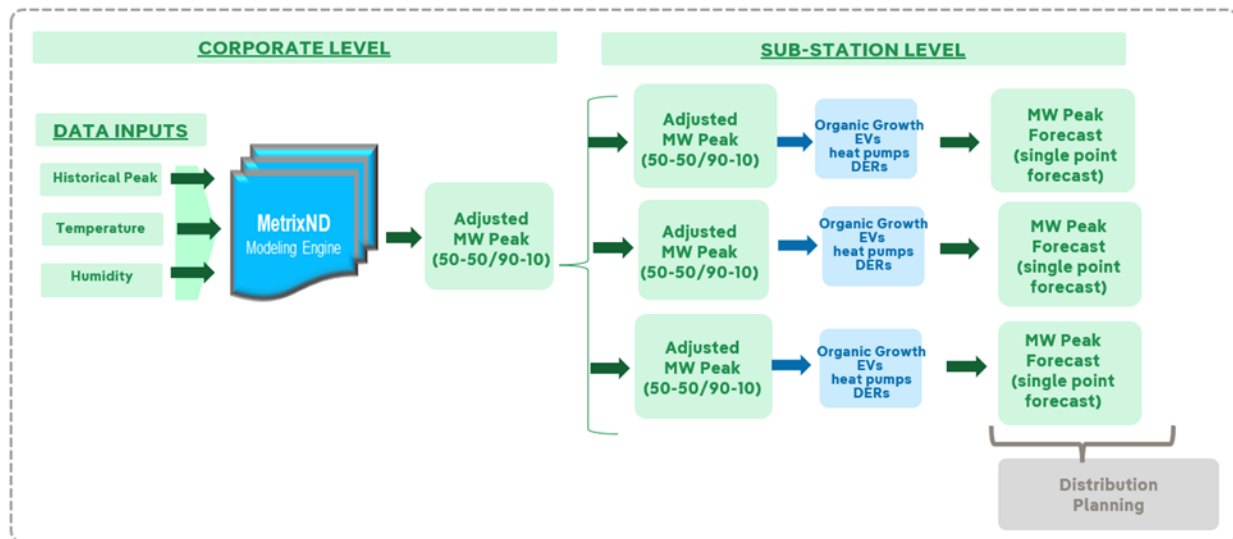 CORPORATE LEVEL
SUB-STATION LEVEL
DATA INPUTS
Historical Peak
Temperature
Humidity
MetrixND
Modeling Engine
Adjusted
MW Peak
(50-50/90-10)
Adjusted
MW Peak
(50-50/90-10)
Organic Growth
EVs
heat pumps
DERs
MW Peak
Forecast
(single point
forecast)
Adjusted
MW Peak
(50-50/90-10)
Organic Growth
EVs
heat pumps
DERs
MW Peak
Forecast
(single point
forecast)
Adjusted
MW Peak
(50-50/90-10)
Organic Growth
EVs
heat pumps
DERs
MW Peak
Forecast
(single point
forecast)
Distribution
Planning